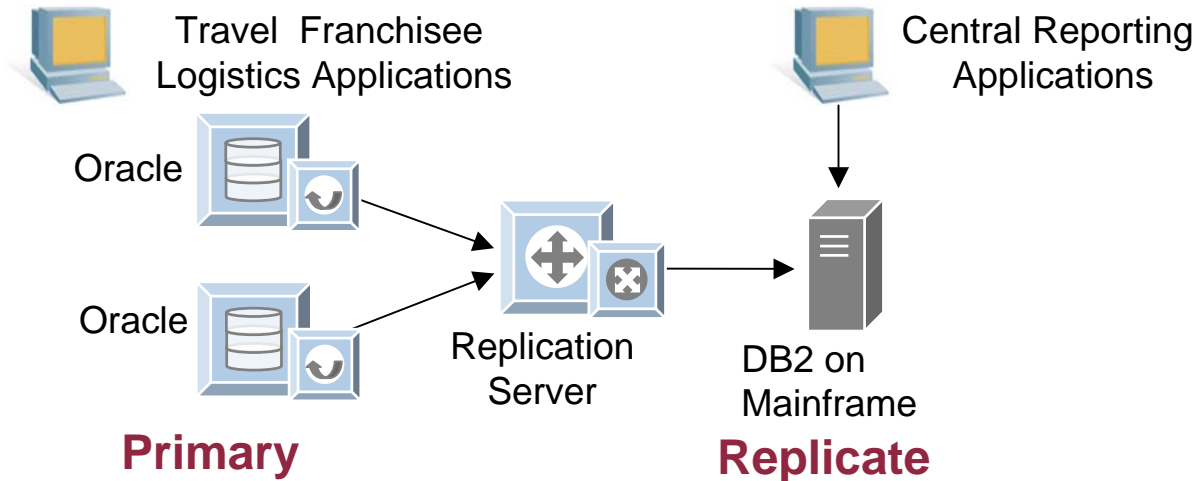 Travel Franchisee
Logistics Applications
Central Reporting
Applications
Oracle
Oracle
Replication
Server
DB2 on
Mainframe
Primary
Replicate